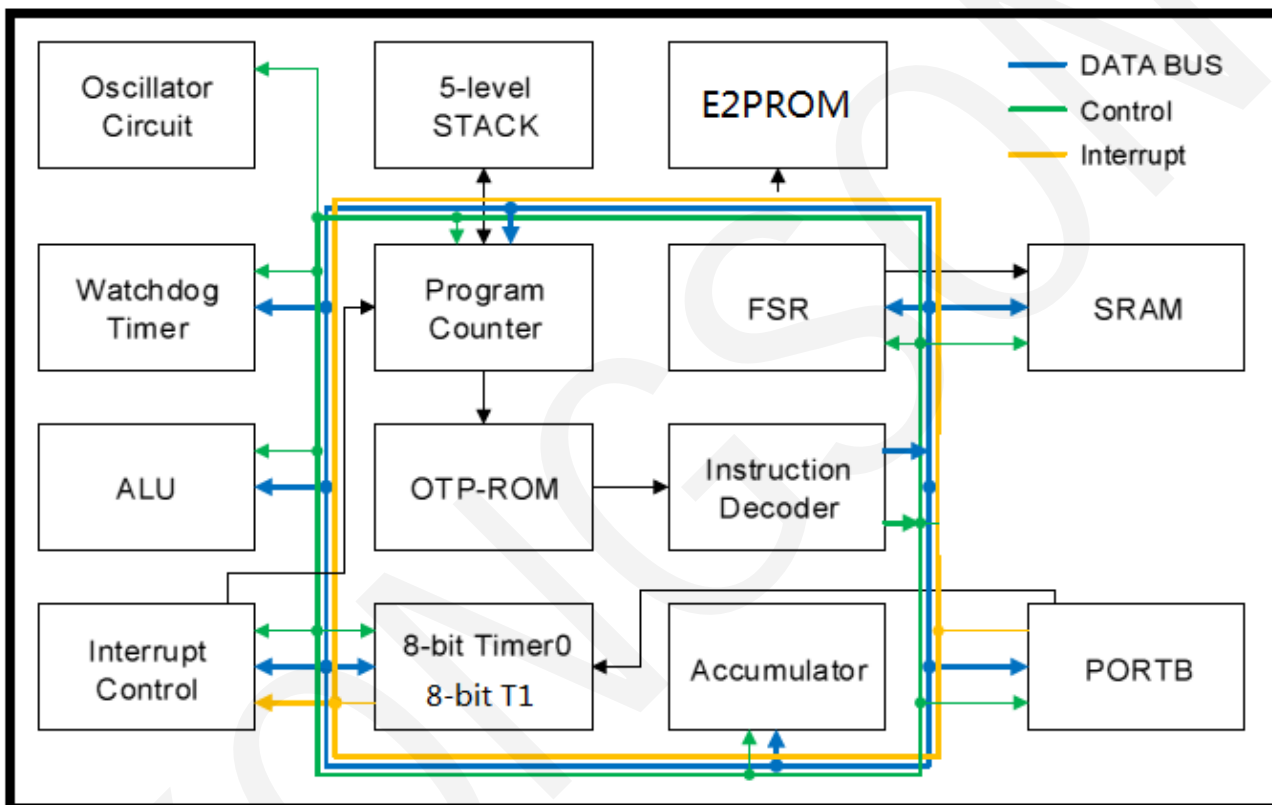 Oscillator
Circuit
5-level
STACK
E2PROM
DATA BUS
Control
Interrupt
Watchdog
Timer
Program
Counter
FSR
SRAM
ALU
OTP-ROM
Instruction
Decoder
Interrupt
Control
8-bit Timer0
8-bit T1
Accumulator
PORTB